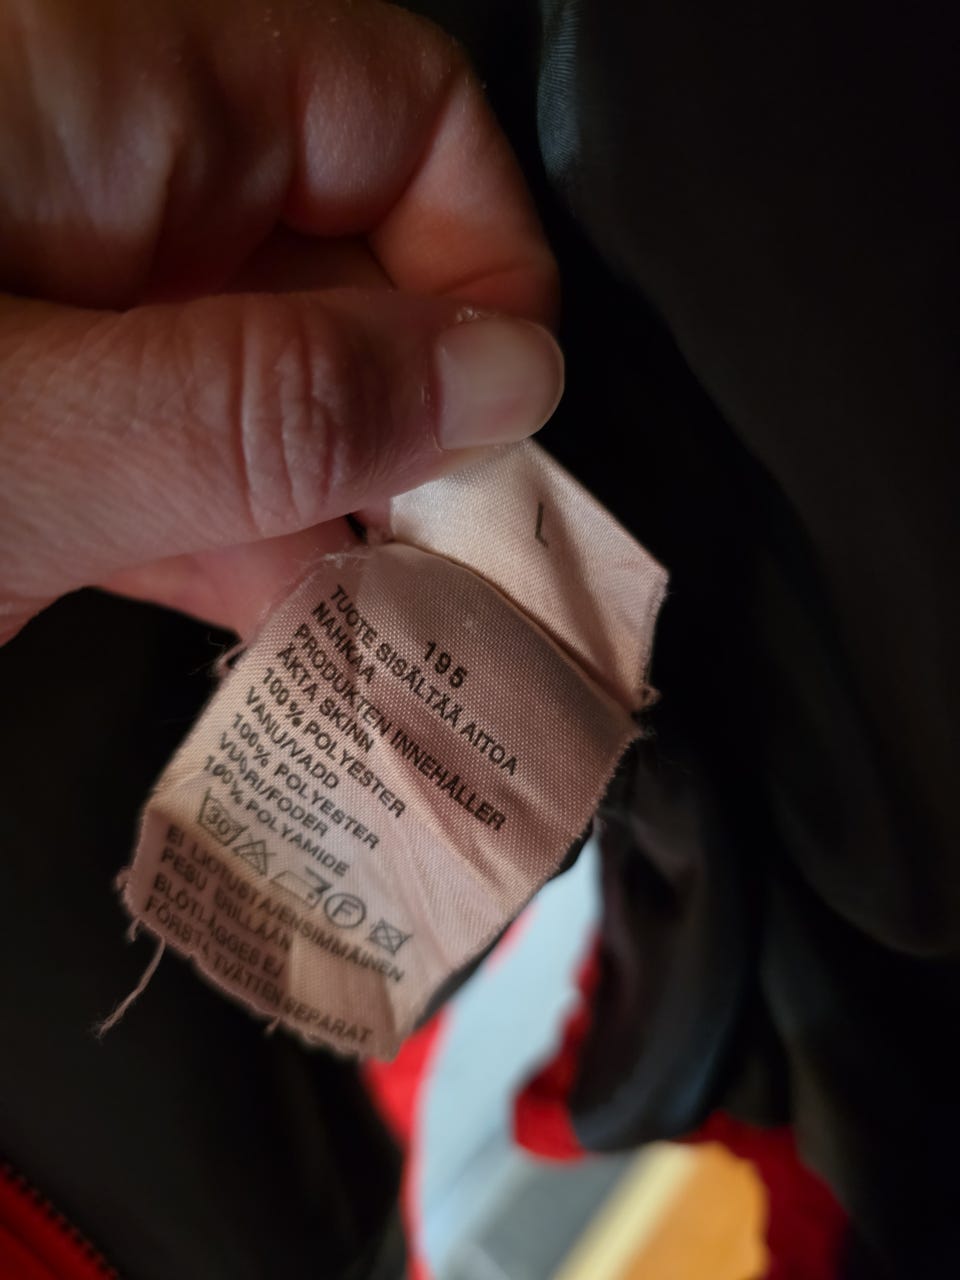 L
195
TUOTE SISÄLTÄÄ AITOA
NAHKAA
PRODUKTEN INNEHÅLLER
ÄKTA SKINN
100% POLYESTER
VANU/VADD
100% POLYESTER
VUORI/FODER
100% POLYAMIDE
30 F
EI LIOTUSTA/ENSIMMÄINEN
PESU ERILLÄÄN
BLÖTLÄGGES EJ
FÖRSTA TVÄTTEN SEPARAT